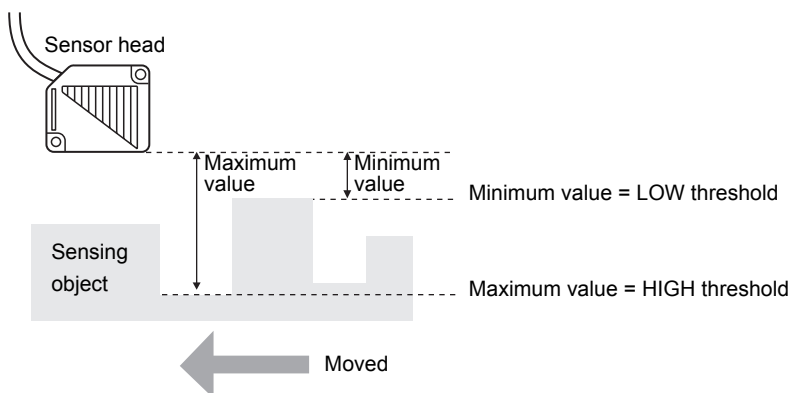 Sensor head
Maximum
value
Minimum
value
Minimum value = LOW threshold
Sensing
object
Maximum value = HIGH threshold
Moved